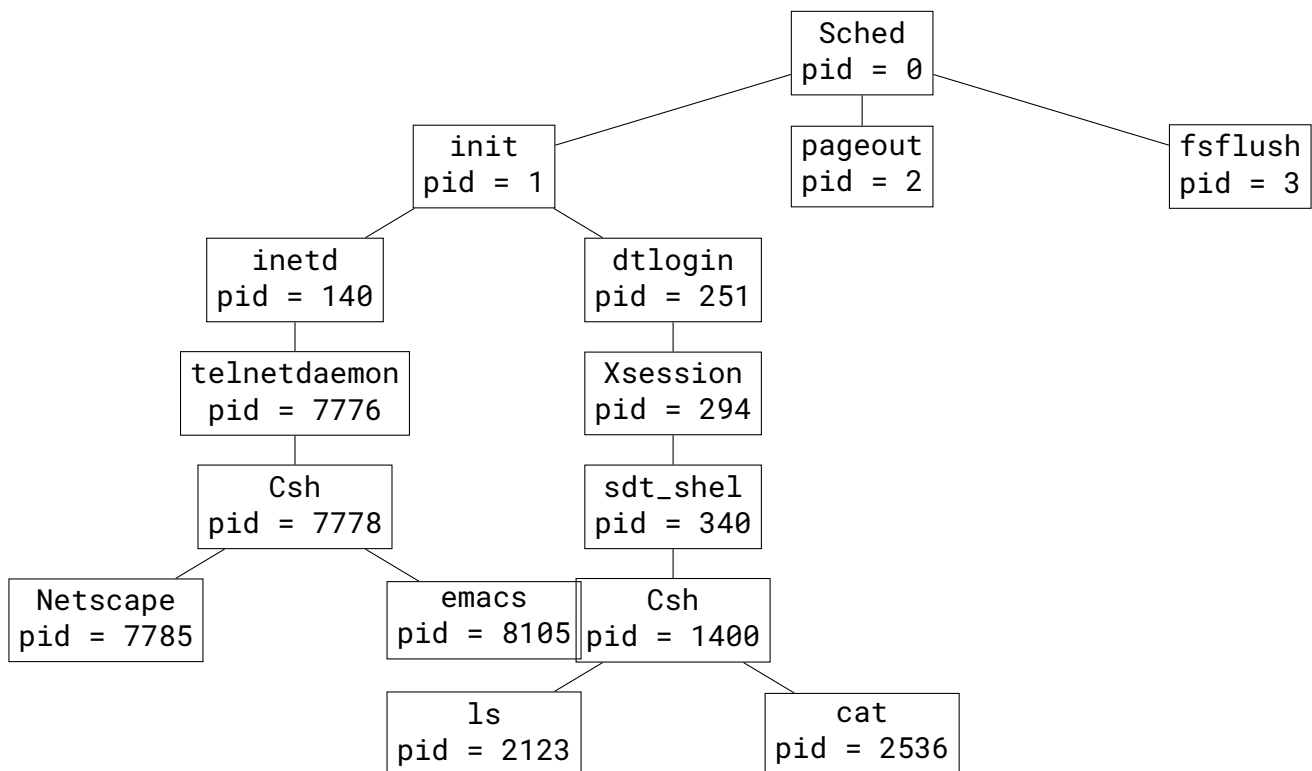 Sched
pid = 0
init
pid = 1
pageout
pid = 2
fsflush
pid = 3
inetd
pid = 140
dtlogin
pid = 251
telnetdaemon
pid = 7776
Xsession
pid = 294
Csh
pid = 7778
sdt_shel
pid = 340
Netscape
pid = 7785
emacs
pid = 8105
Csh
pid = 1400
ls
pid = 2123
cat
pid = 2536